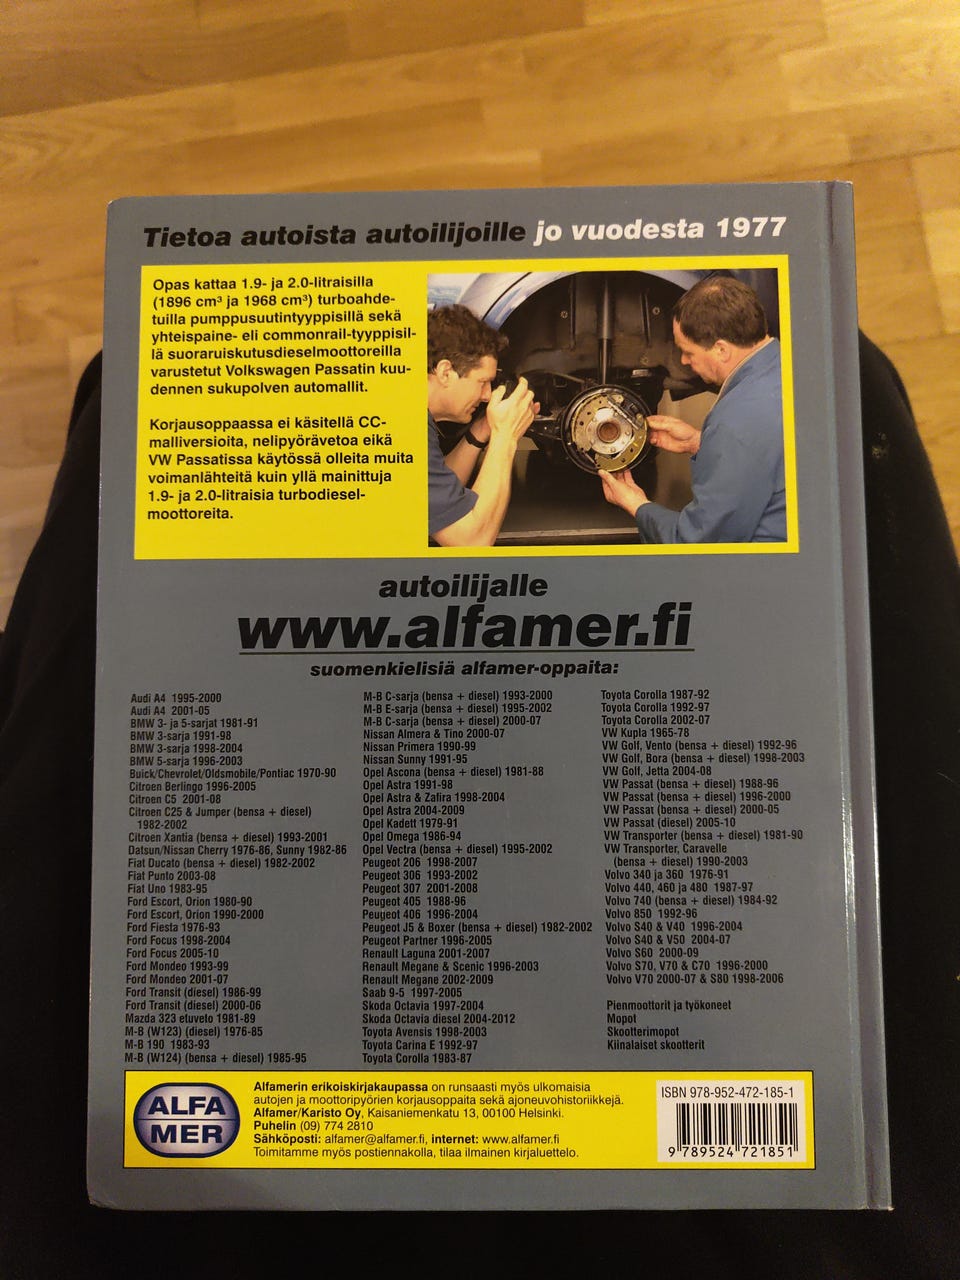 Tietoa autoista autoilijoille jo vuodesta 1977
Opas kattaa 1.9- ja 2.0-litraisilla
(1896 cm³ ja 1968 cm³) turboahde-
tuilla pumppusuutintyyppisillä sekä
yhteispaine- eli commonrail-tyyppisil-
lä suoraruiskutusdieselmoottoreilla
varustetut Volkswagen Passatin kuu-
dennen sukupolven automallit.
Korjausoppaassa ei käsitellä CC-
malliversioita, nelipyörävetoa eikä
VW Passatissa käytössä olleita muita
voimanlähteitä kuin yllä mainittuja
1.9- ja 2.0-litraisia turbodiesel-
moottoreita.
autoilijalle
www.alfamer.fi
suomenkielisiä alfamer-oppaita:
Audi A4 1995-2000
Audi A4 2001-05
BMW 3- ja 5-sarjat 1981-91
BMW 3-sarja 1991-98
BMW 3-sarja 1998-2004
BMW 5-sarja 1996-2003
Buick/Chevrolet/Oldsmobile/Pontiac 1970-90
Citroen Berlingo 1996-2005
Citroen C5 2001-08
Citroen C25 & Jumper (bensa + diesel)
1982-2002
Citroen Xantia (bensa + diesel) 1993-2001
Datsun/Nissan Cherry 1976-86, Sunny 1982-86
Fiat Ducato (bensa + diesel) 1982-2002
Fiat Punto 2003-08
Fiat Uno 1983-95
Ford Escort, Orion 1980-90
Ford Escort, Orion 1990-2000
Ford Fiesta 1976-93
Ford Focus 1998-2004
Ford Focus 2005-10
Ford Mondeo 1993-99
Ford Mondeo 2001-07
Ford Transit (diesel) 1986-99
Ford Transit (diesel) 2000-06
Mazda 323 etuveto 1981-89
M-B (W123) (diesel) 1976-85
M-B 190 1983-93
M-B (W124) (bensa + diesel) 1985-95
M-B C-sarja (bensa + diesel) 1993-2000
M-B E-sarja (bensa + diesel) 1995-2002
M-B C-sarja (bensa + diesel) 2000-07
Nissan Almera & Tino 2000-07
Nissan Primera 1990-99
Nissan Sunny 1991-95
Opel Ascona (bensa + diesel) 1981-88
Opel Astra 1991-98
Opel Astra & Zafira 1998-2004
Opel Astra 2004-2009
Opel Kadett 1979-91
Opel Omega 1986-94
Opel Vectra (bensa + diesel) 1995-2002
Peugeot 206 1998-2007
Peugeot 306 1993-2002
Peugeot 307 2001-2008
Peugeot 405 1988-96
Peugeot 406 1996-2004
Peugeot J5 & Boxer (bensa + diesel) 1982-2002
Peugeot Partner 1996-2005
Renault Laguna 2001-2007
Renault Megane & Scenic 1996-2003
Renault Megane 2002-2009
Saab 9-5 1997-2005
Skoda Octavia 1997-2004
Skoda Octavia diesel 2004-2012
Toyota Avensis 1998-2003
Toyota Carina E 1992-97
Toyota Corolla 1983-87
Toyota Corolla 1987-92
Toyota Corolla 1992-97
Toyota Corolla 2002-07
VW Kupla 1965-78
VW Golf, Vento (bensa + diesel) 1992-96
VW Golf, Bora (bensa + diesel) 1998-2003
VW Golf, Jetta 2004-08
VW Passat (bensa + diesel) 1988-96
VW Passat (bensa + diesel) 1996-2000
VW Passat (bensa + diesel) 2000-05
VW Passat (diesel) 2005-10
VW Transporter (bensa + diesel) 1981-90
VW Transporter, Caravelle
(bensa + diesel) 1990-2003
Volvo 340 ja 360 1976-91
Volvo 440, 460 ja 480 1987-97
Volvo 740 (bensa + diesel) 1984-92
Volvo 850 1992-96
Volvo S40 & V40 1996-2004
Volvo S40 & V50 2004-07
Volvo S60 2000-09
Volvo S70, V70 & C70 1996-2000
Volvo V70 2000-07 & S80 1998-2006
Pienmoottorit ja työkoneet
Mopot
Skootterimopot
Kiinalaiset skootterit
ALFA
MER
Alfamerin erikoiskirjakaupassa on runsaasti myös ulkomaisia
autojen ja moottoripyörien korjausoppaita sekä ajoneuvohistoriikkejä.
Alfamer/Karisto Oy, Kaisaniemenkatu 13, 00100 Helsinki.
Puhelin (09) 774 2810
Sähköposti: alfamer@alfamer.fi, internet: www.alfamer.fi
Toimitamme myös postiennakolla, tilaa ilmainen kirjaluettelo.
ISBN 978-952-472-185-1
9 789524 721851